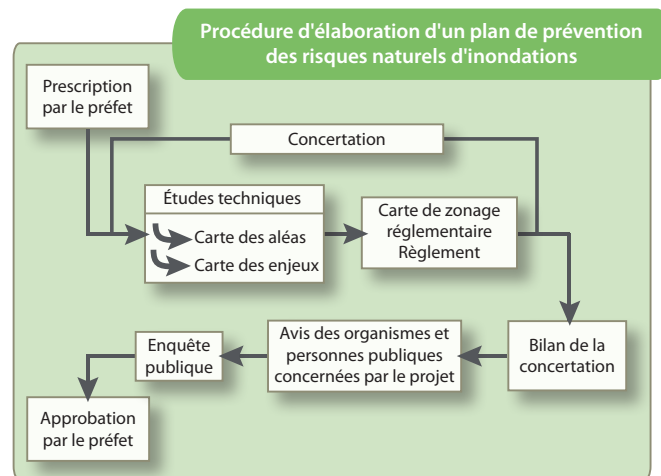 Procédure d'élaboration d'un plan de prévention
des risques naturels d'inondations
Prescription
par le préfet
Concertation
Études techniques
Carte des aléas
Carte des enjeux
Carte de zonage
réglementaire
Règlement
Bilan de la
concertation
Avis des organismes et
personnes publiques
concernées par le projet
Enquête
publique
Approbation
par le préfet